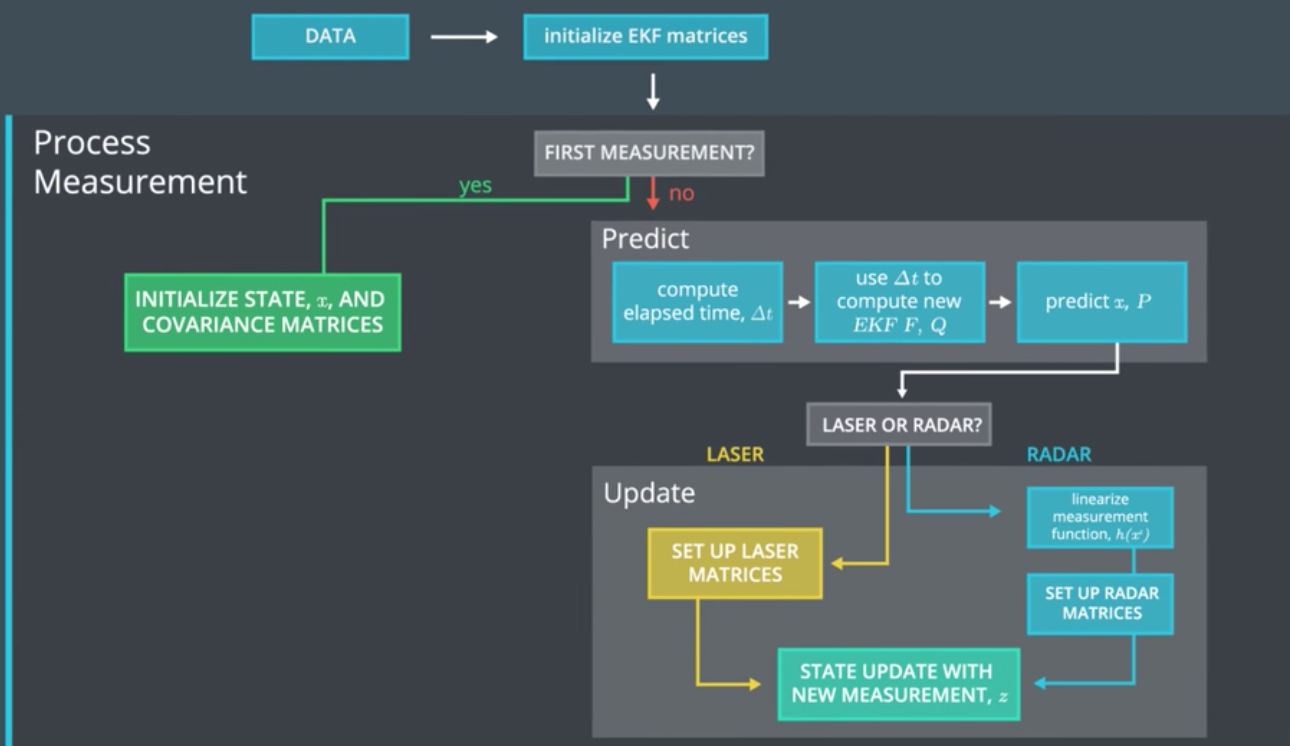 DATA
initialize EKF matrices
Process
Measurement
FIRST MEASUREMENT?
yes
no
INITIALIZE STATE, x, AND
COVARIANCE MATRICES
Predict
compute
elapsed time, Δt
use Δt to
compute new
EKF F, Q
predict x, P
LASER OR RADAR?
LASER
RADAR
Update
linearize
measurement
function, h(x')
SET UP LASER
MATRICES
SET UP RADAR
MATRICES
STATE UPDATE WITH
NEW MEASUREMENT, z